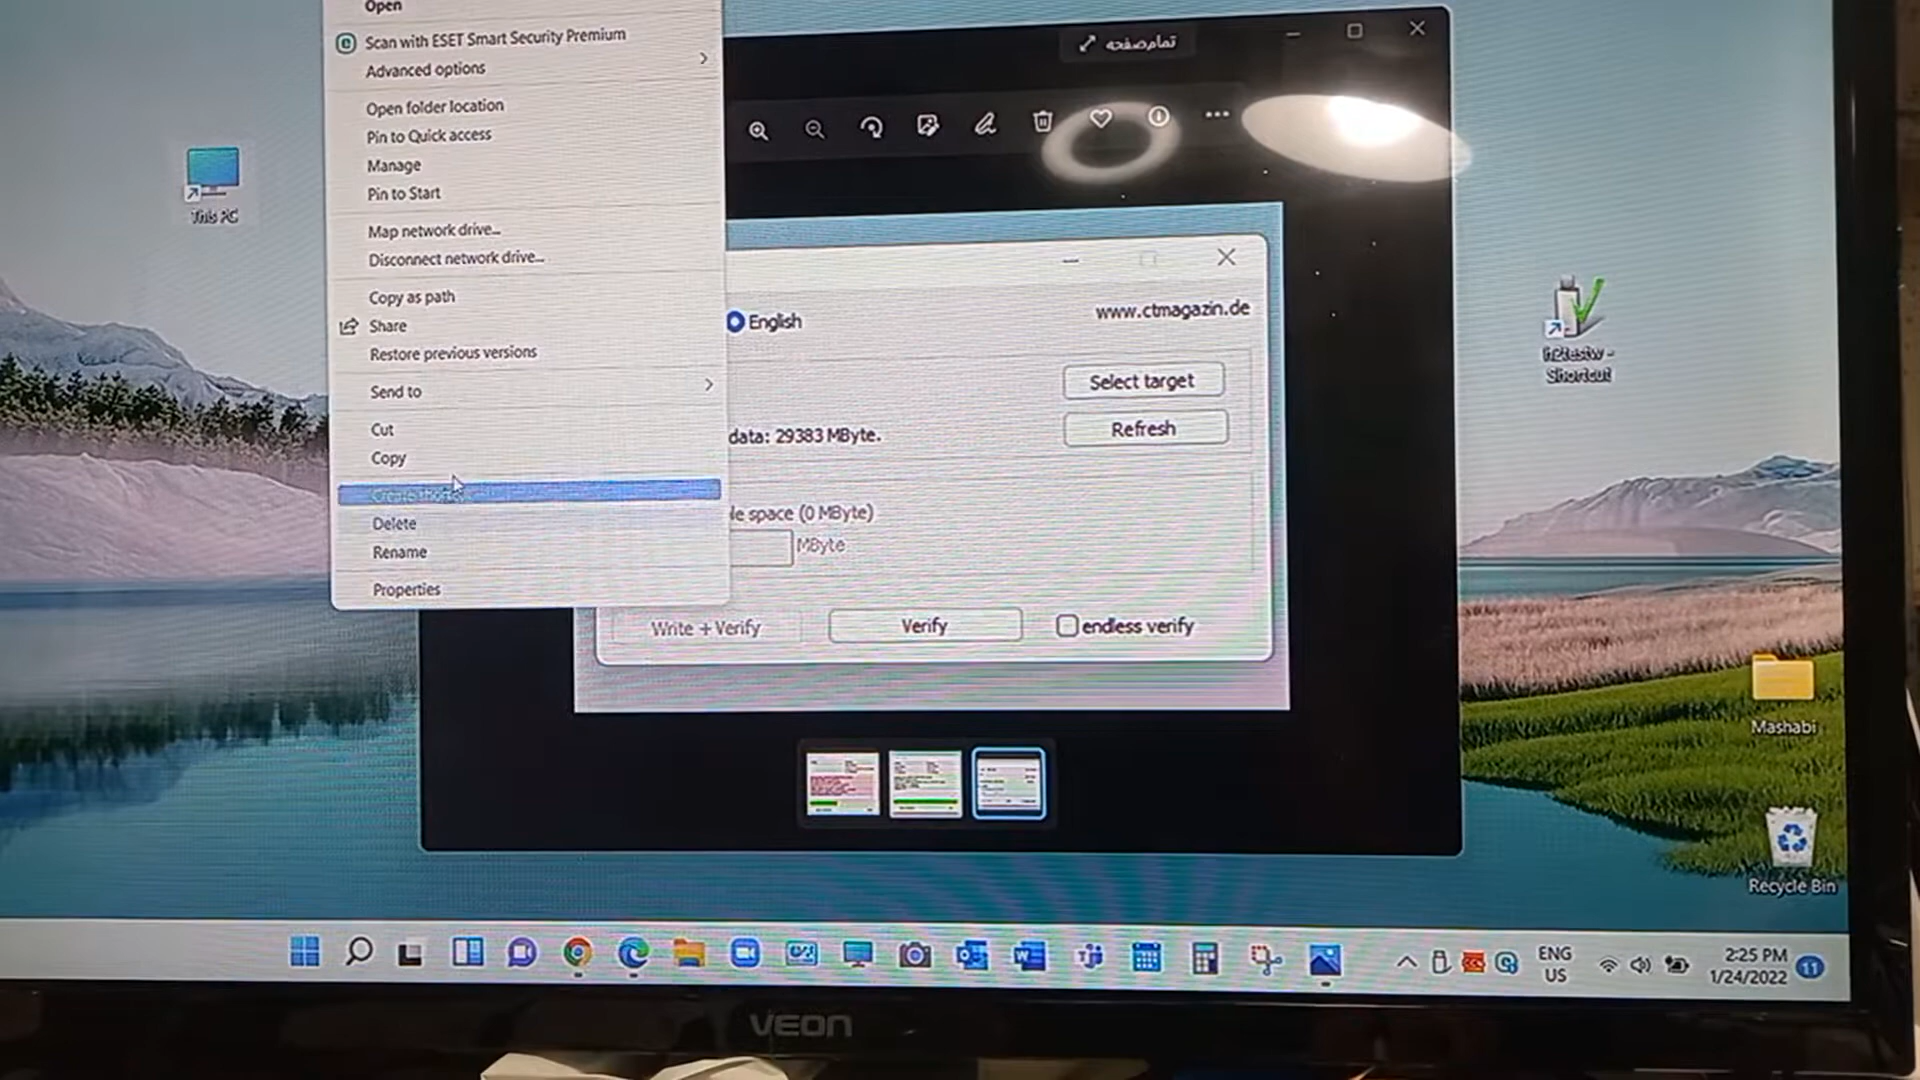 Open
Scan with ESET Smart Security Premium
Advanced options
Open folder location
Pin to Quick access
Manage
Pin to Start
Map network drive...
Disconnect network drive...
Copy as path
Share
Restore previous versions
Send to
Cut
Copy
Create shortcut
Delete
Rename
Properties
This PC
تمام‌صفحه
English
www.ctmagazin.de
Select target
data: 29383 MByte.
Refresh
le space (0 MByte)
MByte
Write + Verify
Verify
endless verify
h2testw -
Shortcut
Mashabi
Recycle Bin
ENG
US
2:25 PM
1/24/2022
11
VEON